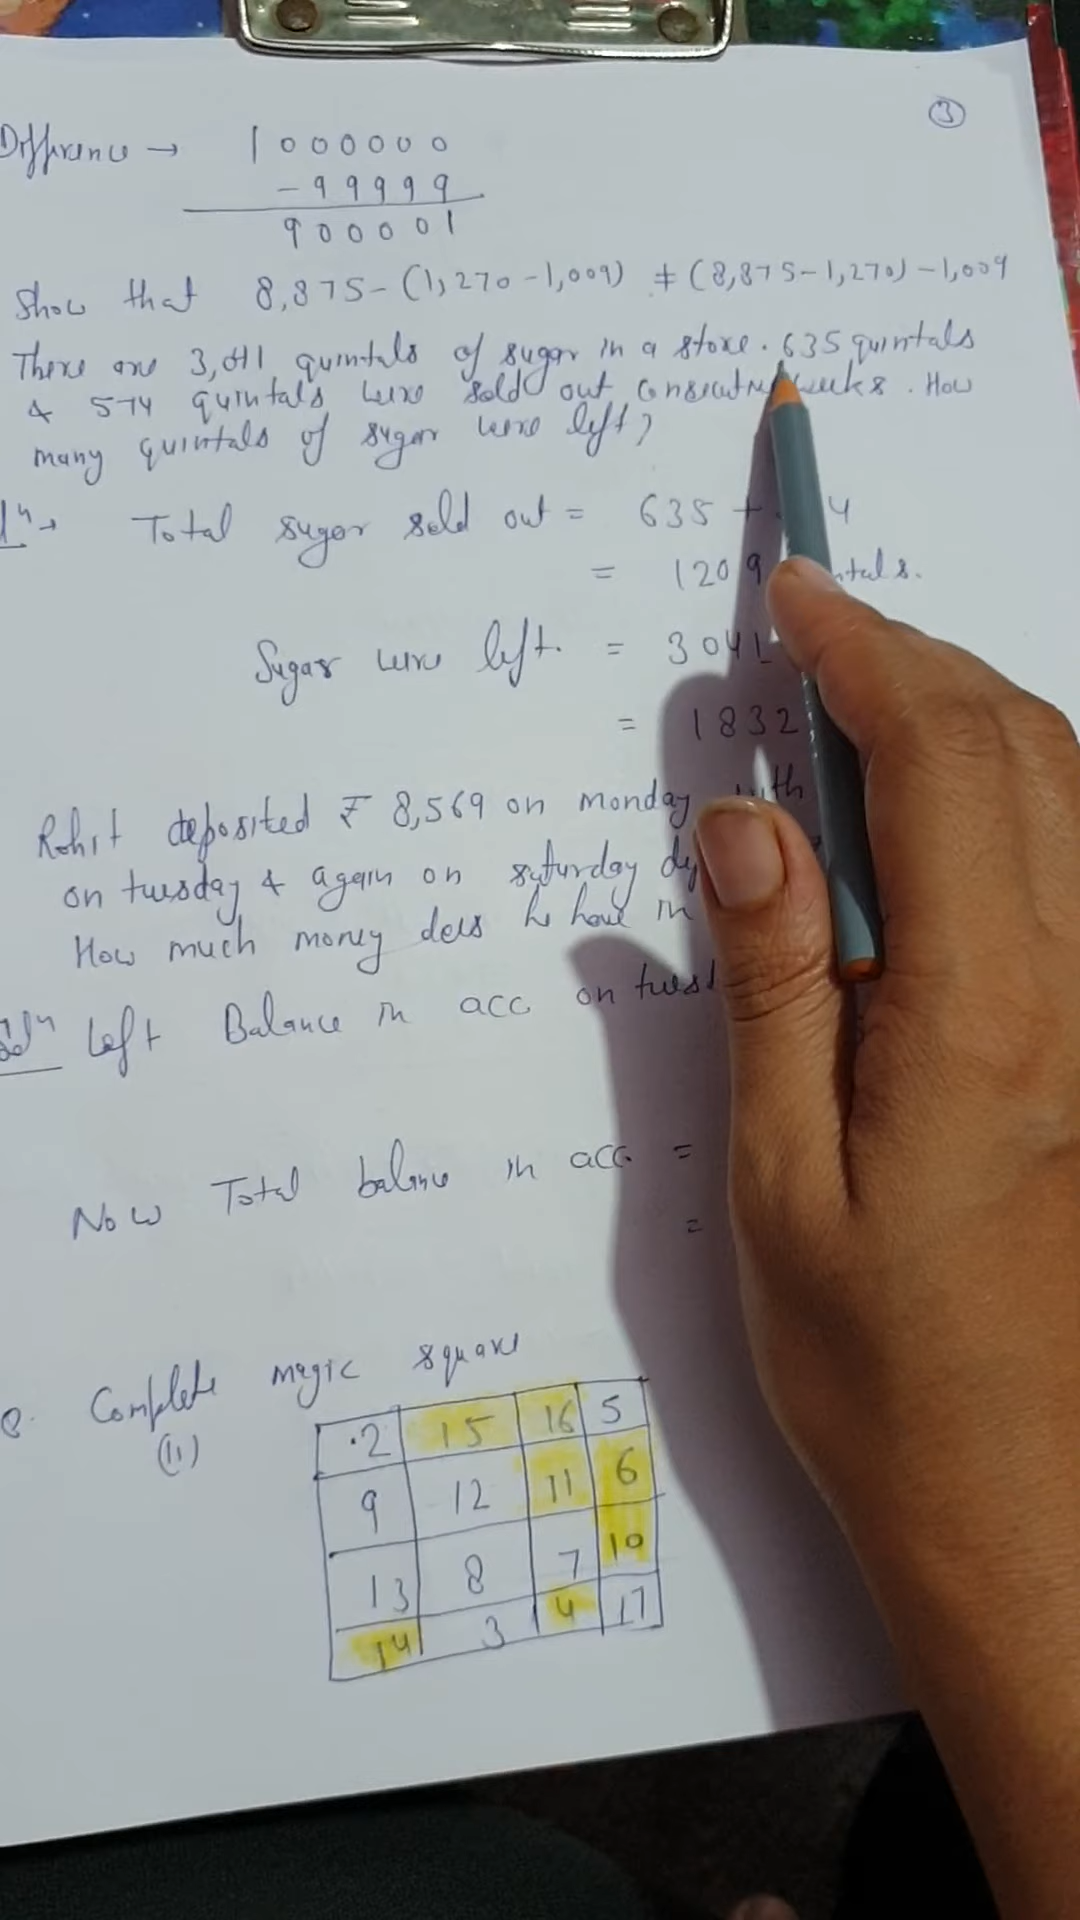 ③
Difference → 1000000
- 99999
900001
Show that 8,875 - (1,270 - 1,009) ≠ (8,875 - 1,270) - 1,009
There are 3,041 quintals of sugar in a store. 635 quintals
& 574 quintals were sold out weeks. How
many quintals of sugar were left?
Total sugar sold out = 635 + 4
= 1209
Sugar were left. = 3041
= 1832
Rohit deposited ₹ 8,569 on monday
on tuesday & again on saturday
How much money does he have in
Left Balance in acc on
Now Total balance in acc. =
=
Q. Complete magic square
(11)
2 15 16 5
9 12 11 6
13 8 7 10
14 3 4 17